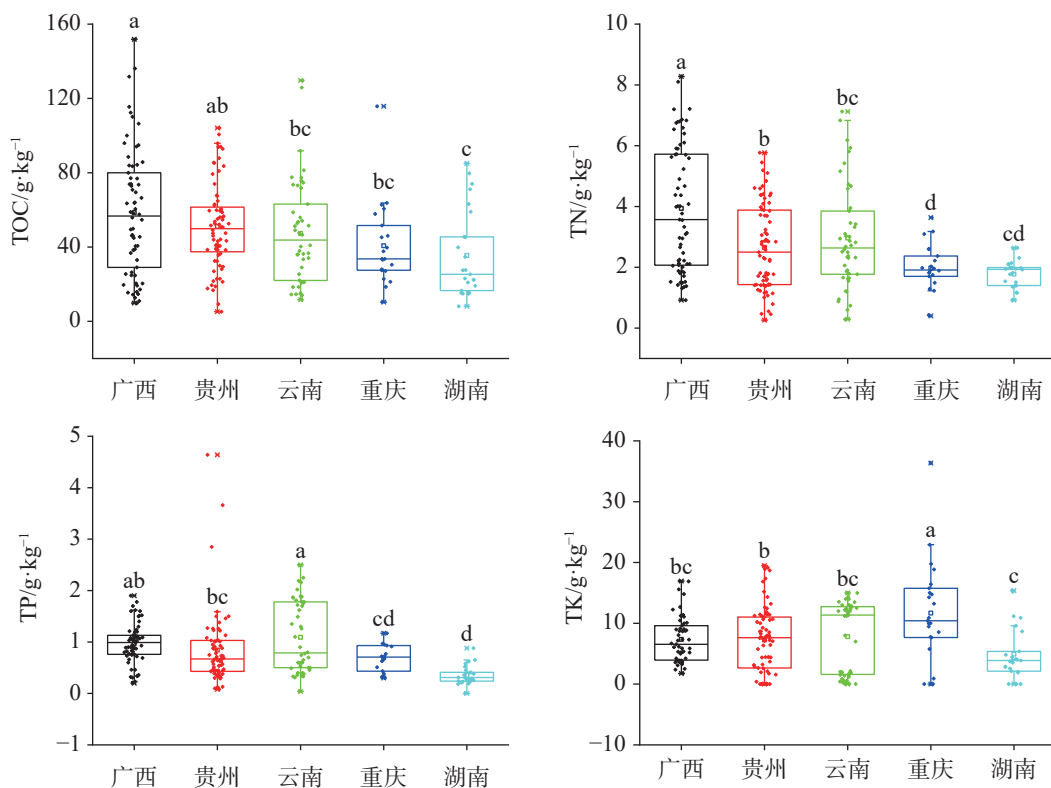 TOC/g·kg⁻¹
160
120
80
40
0
a
ab
bc
bc
c
广西 贵州 云南 重庆 湖南
TN/g·kg⁻¹
10
8
6
4
2
0
a
b
bc
d
cd
广西 贵州 云南 重庆 湖南
TP/g·kg⁻¹
5
4
3
2
1
0
−1
ab
bc
a
cd
d
广西 贵州 云南 重庆 湖南
TK/g·kg⁻¹
40
30
20
10
0
−10
bc
b
bc
a
c
广西 贵州 云南 重庆 湖南